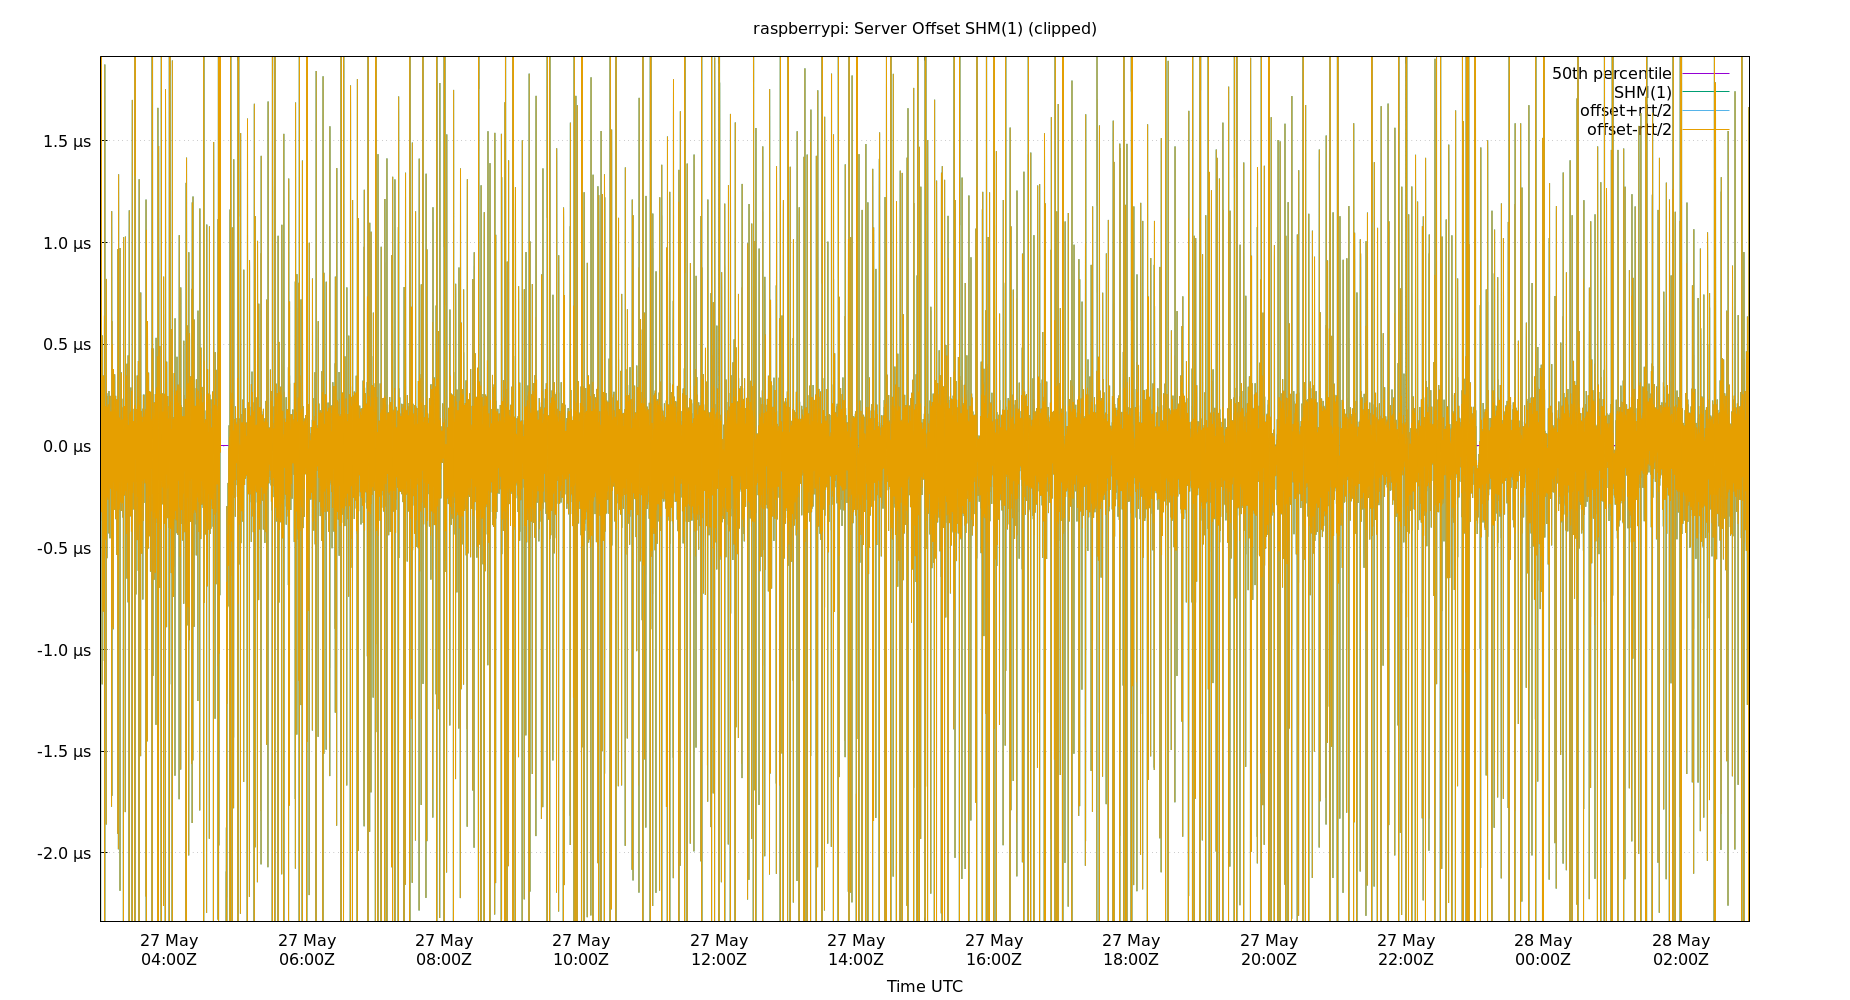 raspberrypi: Server Offset SHM(1) (clipped)
50th percentile
SHM(1)
offset+rtt/2
offset-rtt/2
1.5 µs
1.0 µs
0.5 µs
0.0 µs
-0.5 µs
-1.0 µs
-1.5 µs
-2.0 µs
27 May 27 May 27 May 27 May 27 May 27 May 27 May 27 May 27 May 27 May 28 May 28 May
04:00Z 06:00Z 08:00Z 10:00Z 12:00Z 14:00Z 16:00Z 18:00Z 20:00Z 22:00Z 00:00Z 02:00Z
Time UTC